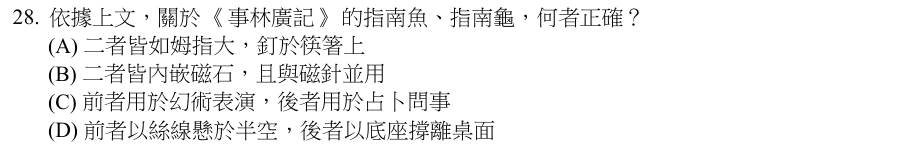 28. 依據上文，關於《事林廣記》的指南魚、指南龜，何者正確？
(A) 二者皆如姆指大，釘於筷箸上
(B) 二者皆內嵌磁石，且與磁針並用
(C) 前者用於幻術表演，後者用於占卜問事
(D) 前者以絲線懸於半空，後者以底座撐離桌面